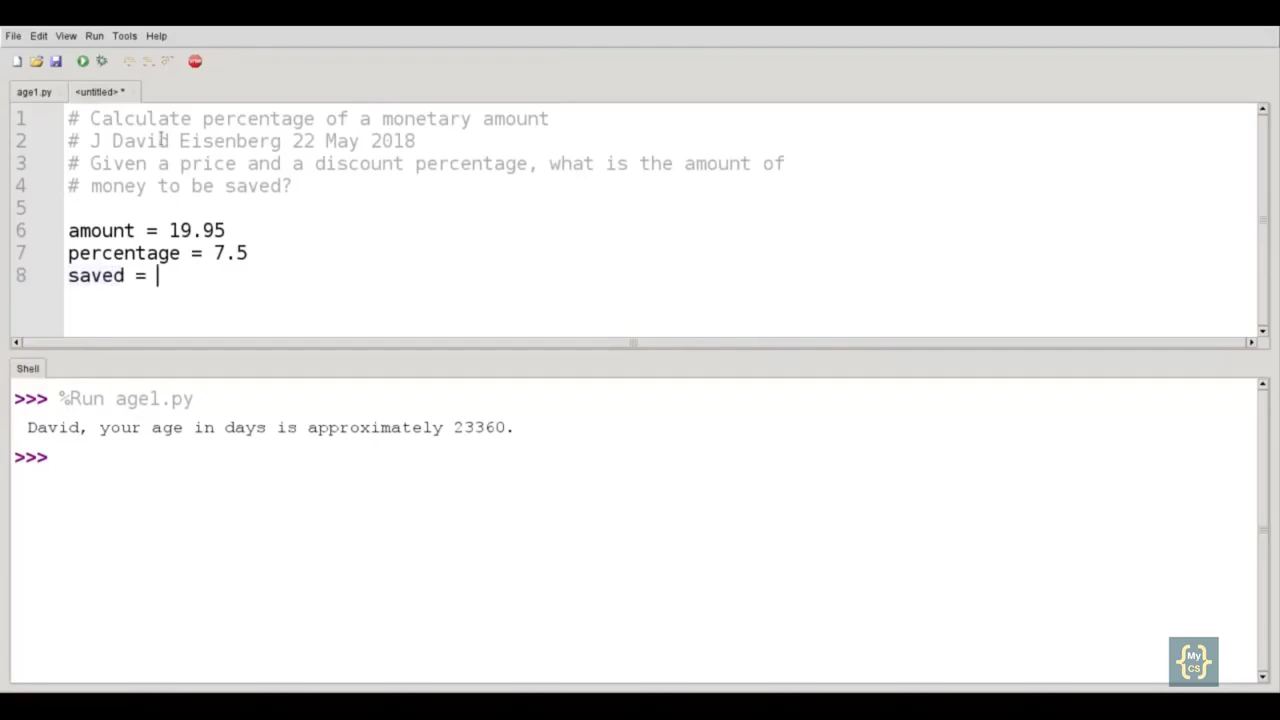 File Edit View Run Tools Help
age1.py <untitled> *
1 # Calculate percentage of a monetary amount
2 # J David Eisenberg 22 May 2018
3 # Given a price and a discount percentage, what is the amount of
4 # money to be saved?
5
6 amount = 19.95
7 percentage = 7.5
8 saved =
Shell
>>> %Run age1.py
David, your age in days is approximately 23360.
>>>
{My CS}